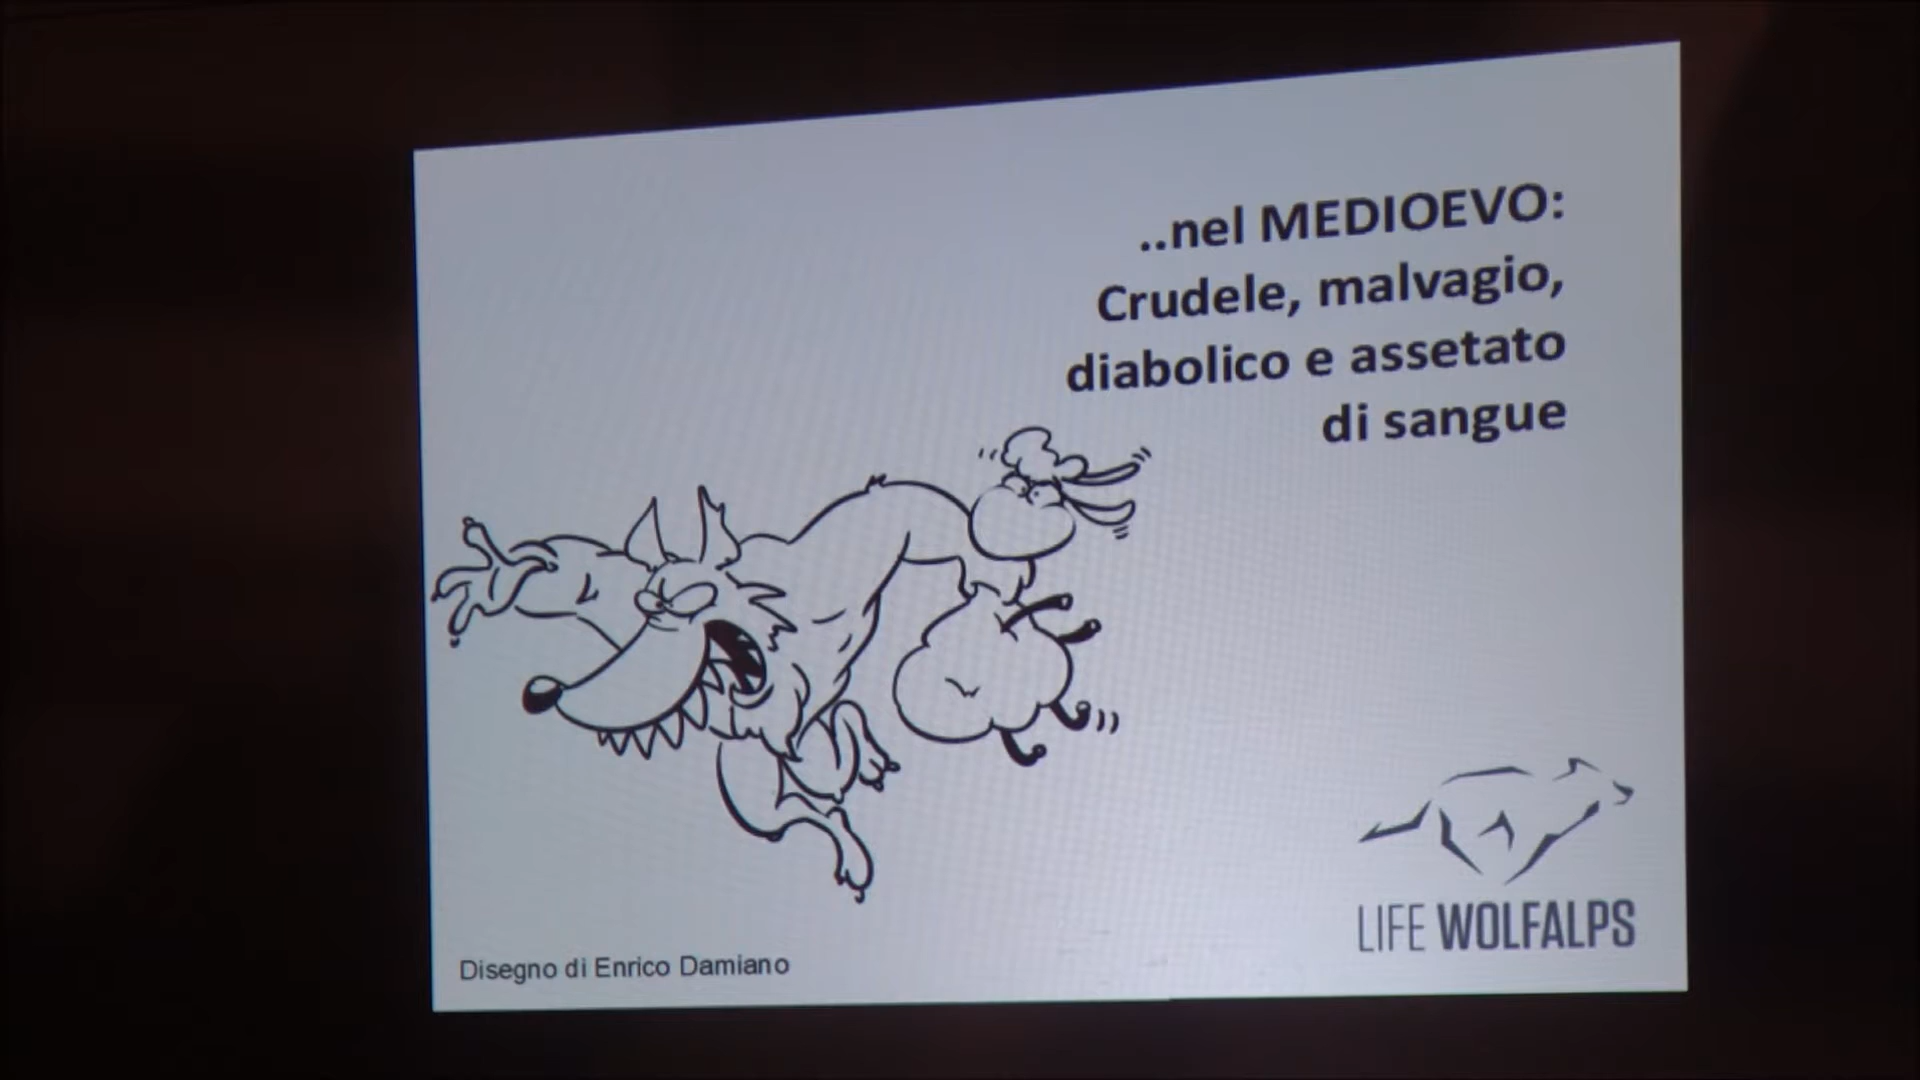 ..nel MEDIOEVO:
Crudele, malvagio,
diabolico e assetato
di sangue
Disegno di Enrico Damiano
LIFE WOLFALPS